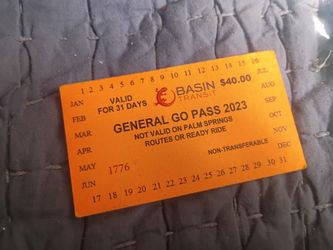 1 2 3 4 5 6 7 8 9 10 11 12 13 14 15 16
JAN
FEB
MAR
APR
MAY
JUN
VALID
FOR 31 DAYS
BASIN
TRANSIT
$40.00
GENERAL GO PASS 2023
NOT VALID ON PALM SPRINGS
ROUTES OR READY RIDE
1776
NON-TRANSFERABLE
JUL
AUG
SEP
OCT
NOV
DEC
17 18 19 20 21 22 23 24 25 26 27 28 29 30 31